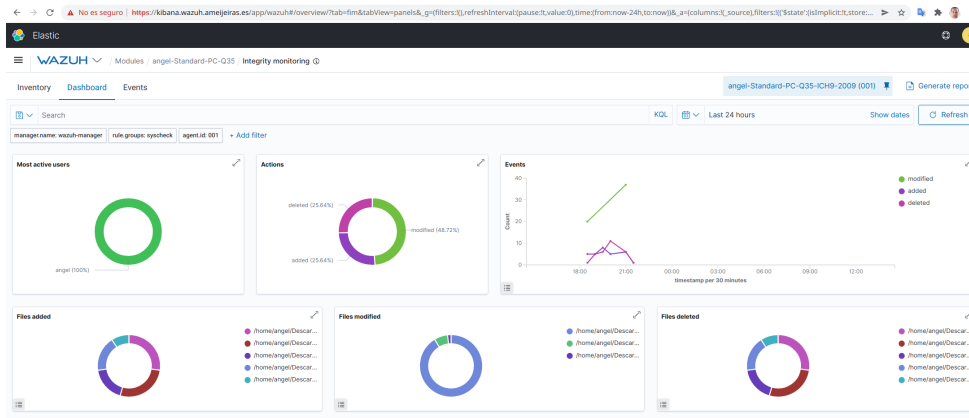 No es seguro | https://kibana.wazuh.ameijeiras.es/app/wazuh#/overview/?tab=fim&tabView=panels&_g=(filters:!(),refreshInterval:(pause:!t,value:0),time:(from:now-24h,to:now))&_a=(columns:!(_source),filters:!(('$state':(isImplicit:!t,store:...
Elastic
WAZUH / Modules / angel-Standard-PC-Q35 / Integrity monitoring
Inventory Dashboard Events angel-Standard-PC-Q35-ICH9-2009 (001) Generate repo
Search KQL Last 24 hours Show dates Refresh
manager.name: wazuh-manager rule.groups: syscheck agent.id: 001 + Add filter
Most active users
angel (100%)
Actions
deleted (25.64%)
modified (48.72%)
added (25.64%)
Events
40
30
20
10
0
Count
18:00 21:00 00:00 03:00 06:00 09:00 12:00
timestamp per 30 minutes
modified
added
deleted
Files added
/home/angel/Descar...
/home/angel/Descar...
/home/angel/Descar...
/home/angel/Descar...
/home/angel/Descar...
Files modified
/home/angel/Descar...
/home/angel/Descar...
/home/angel/Descar...
Files deleted
/home/angel/Descar...
/home/angel/Descar...
/home/angel/Descar...
/home/angel/Descar...
/home/angel/Descar...